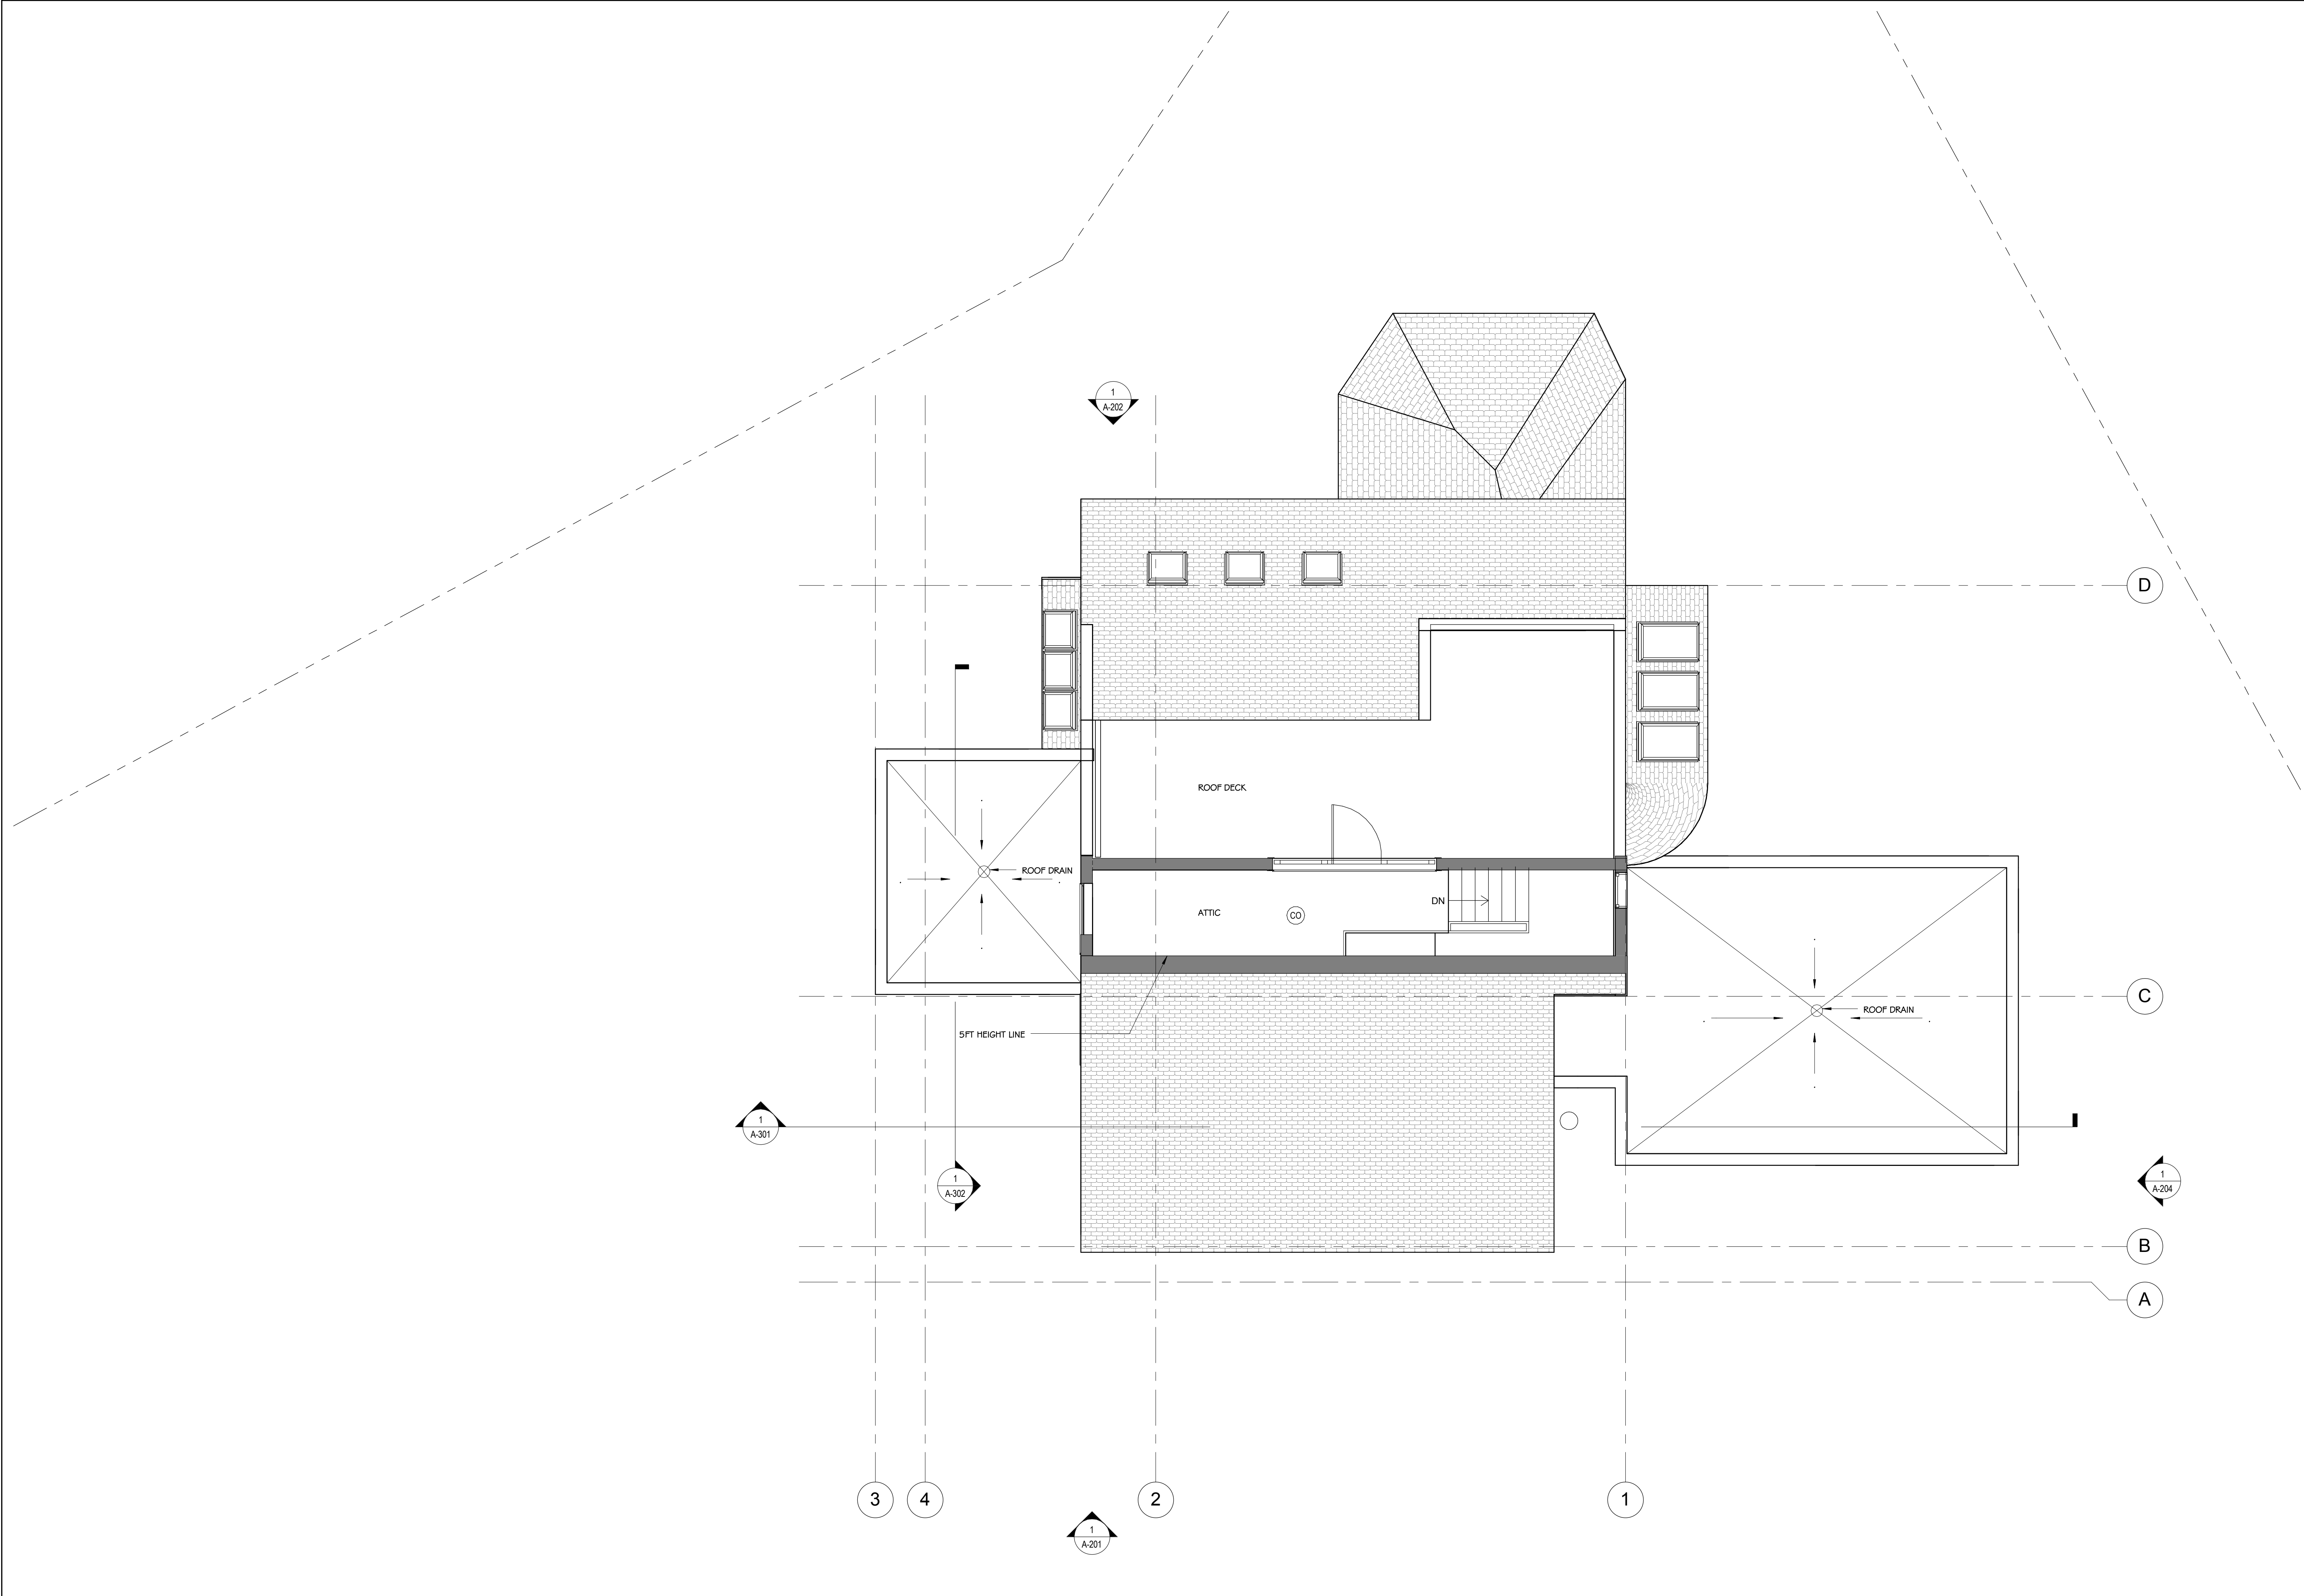 1
A-202
D
ROOF DECK
ROOF DRAIN
DN
ATTIC
CO
C
ROOF DRAIN
5FT HEIGHT LINE
1
A-301
1
A-302
1
A-204
B
A
3
4
2
1
1
A-201